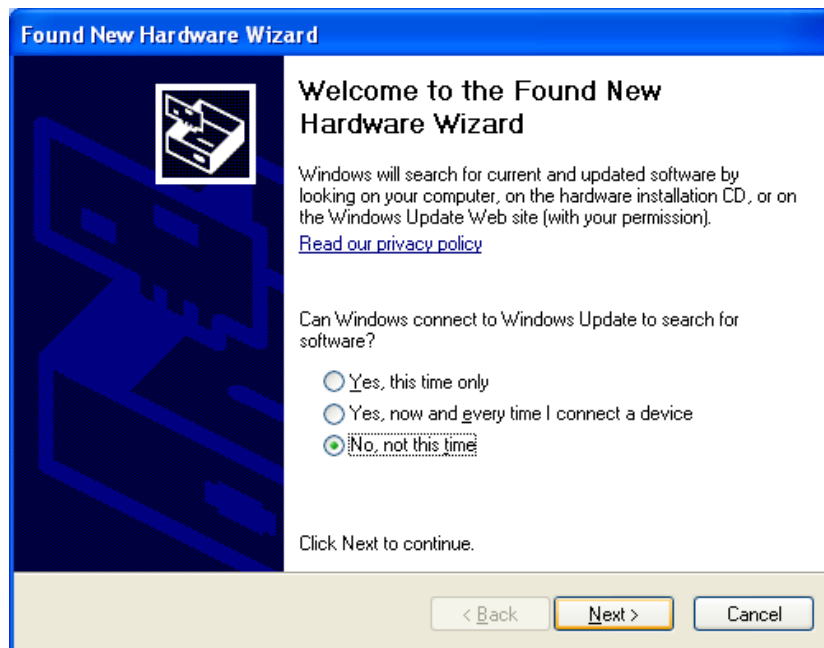 Found New Hardware Wizard
Welcome to the Found New
Hardware Wizard
Windows will search for current and updated software by
looking on your computer, on the hardware installation CD, or on
the Windows Update Web site (with your permission).
Read our privacy policy
Can Windows connect to Windows Update to search for
software?
Yes, this time only
Yes, now and every time I connect a device
No, not this time
Click Next to continue.
< Back
Next >
Cancel